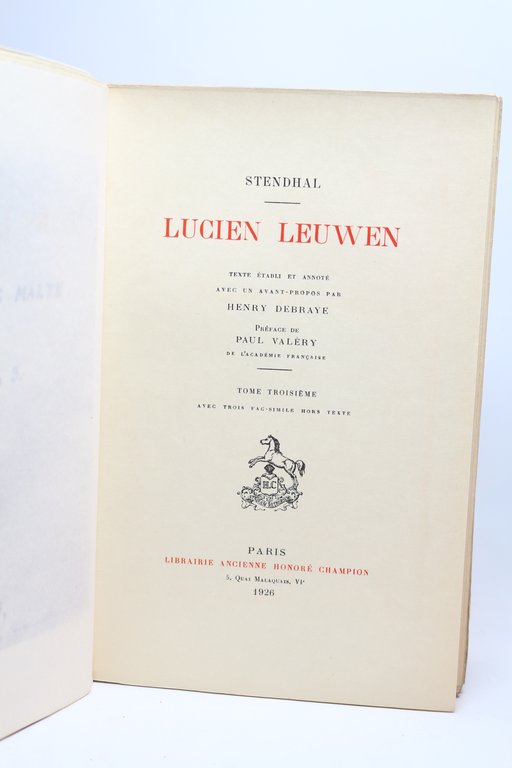 STENDHAL
LUCIEN LEUWEN
TEXTE ÉTABLI ET ANNOTÉ
AVEC UN AVANT-PROPOS PAR
HENRY DEBRAYE
PRÉFACE DE
PAUL VALÉRY
DE L'ACADÉMIE FRANÇAISE
TOME TROISIÈME
AVEC TROIS FAC-SIMILE HORS TEXTE
H.C
PARIS
LIBRAIRIE ANCIENNE HONORÉ CHAMPION
5, QUAI MALAQUAIS, VIe
1926